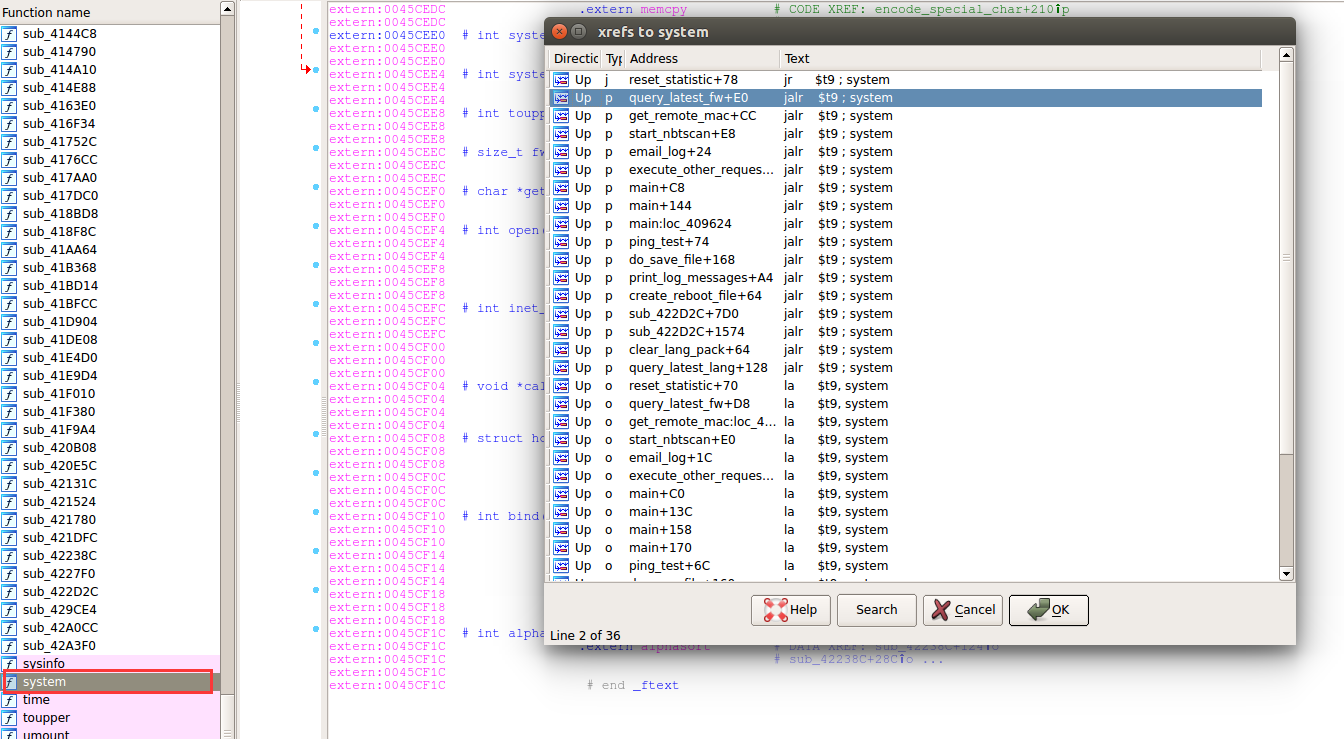 Function name
sub_4144C8
sub_414790
sub_414A10
sub_414E88
sub_4163E0
sub_416F34
sub_41752C
sub_4176CC
sub_417AA0
sub_417DC0
sub_418BD8
sub_418F8C
sub_41AA64
sub_41B368
sub_41BD14
sub_41BFCC
sub_41D904
sub_41DE08
sub_41E4D0
sub_41E9D4
sub_41F010
sub_41F380
sub_41F9A4
sub_420B08
sub_420E5C
sub_42131C
sub_421524
sub_421780
sub_421DFC
sub_42238C
sub_4227F0
sub_422D2C
sub_429CE4
sub_42A0CC
sub_42A3F0
sysinfo
system
time
toupper
umount
extern:0045CEDC .extern memcpy # CODE XREF: encode_special_char+210↑p
extern:0045CEDC
extern:0045CEE0 # int syste
extern:0045CEE0
extern:0045CEE0
extern:0045CEE4 # int syste
extern:0045CEE4
extern:0045CEE4
extern:0045CEE8 # int toupp
extern:0045CEE8
extern:0045CEE8
extern:0045CEEC # size_t fw
extern:0045CEEC
extern:0045CEEC
extern:0045CEF0 # char *get
extern:0045CEF0
extern:0045CEF0
extern:0045CEF4 # int open
extern:0045CEF4
extern:0045CEF4
extern:0045CEF8
extern:0045CEF8
extern:0045CEF8
extern:0045CEFC # int inet_
extern:0045CEFC
extern:0045CEFC
extern:0045CF00
extern:0045CF00
extern:0045CF00
extern:0045CF04 # void *cal
extern:0045CF04
extern:0045CF04
extern:0045CF04
extern:0045CF08 # struct ho
extern:0045CF08
extern:0045CF08
extern:0045CF0C
extern:0045CF0C
extern:0045CF0C
extern:0045CF10 # int bind
extern:0045CF10
extern:0045CF10
extern:0045CF14
extern:0045CF14
extern:0045CF14
extern:0045CF18
extern:0045CF18
extern:0045CF18
extern:0045CF1C # int alpha
extern:0045CF1C .extern alphasort # DATA XREF: sub_42238C+124↑o
extern:0045CF1C # sub_42238C+28C↑o ...
extern:0045CF1C
extern:0045CF1C # end _ftext
xrefs to system
Directic Typ Address Text
Up j reset_statistic+78 jr $t9 ; system
Up p query_latest_fw+E0 jalr $t9 ; system
Up p get_remote_mac+CC jalr $t9 ; system
Up p start_nbtscan+E8 jalr $t9 ; system
Up p email_log+24 jalr $t9 ; system
Up p execute_other_reques... jalr $t9 ; system
Up p main+C8 jalr $t9 ; system
Up p main+144 jalr $t9 ; system
Up p main:loc_409624 jalr $t9 ; system
Up p ping_test+74 jalr $t9 ; system
Up p do_save_file+168 jalr $t9 ; system
Up p print_log_messages+A4 jalr $t9 ; system
Up p create_reboot_file+64 jalr $t9 ; system
Up p sub_422D2C+7D0 jalr $t9 ; system
Up p sub_422D2C+1574 jalr $t9 ; system
Up p clear_lang_pack+64 jalr $t9 ; system
Up p query_latest_lang+128 jalr $t9 ; system
Up o reset_statistic+70 la $t9, system
Up o query_latest_fw+D8 la $t9, system
Up o get_remote_mac:loc_4... la $t9, system
Up o start_nbtscan+E0 la $t9, system
Up o email_log+1C la $t9, system
Up o execute_other_reques... la $t9, system
Up o main+C0 la $t9, system
Up o main+13C la $t9, system
Up o main+158 la $t9, system
Up o main+170 la $t9, system
Up o ping_test+6C la $t9, system
Help Search Cancel OK
Line 2 of 36